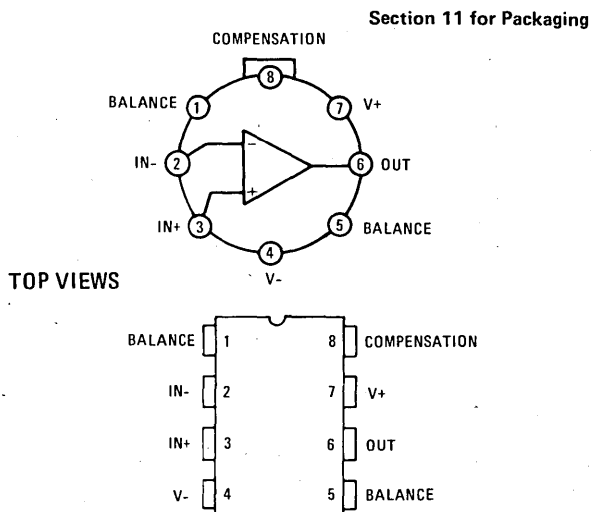 Section 11 for Packaging
COMPENSATION
8
BALANCE 1
7 V+
IN- 2
-
6 OUT
+
IN+ 3
5 BALANCE
4
V-
TOP VIEWS
BALANCE 1 8 COMPENSATION
IN- 2 7 V+
IN+ 3 6 OUT
V- 4 5 BALANCE